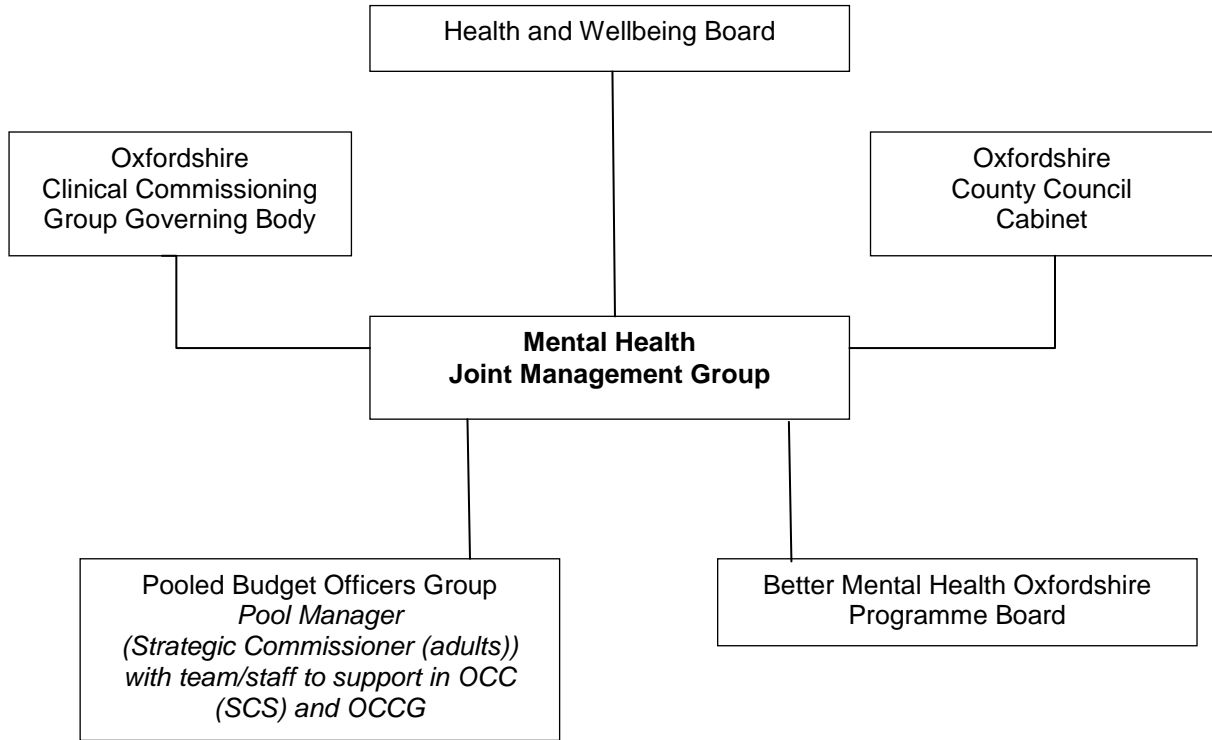 Health and Wellbeing Board
Oxfordshire
Clinical Commissioning
Group Governing Body
Oxfordshire
County Council
Cabinet
Mental Health
Joint Management Group
Pooled Budget Officers Group
Pool Manager
(Strategic Commissioner (adults))
with team/staff to support in OCC
(SCS) and OCCG
Better Mental Health Oxfordshire
Programme Board